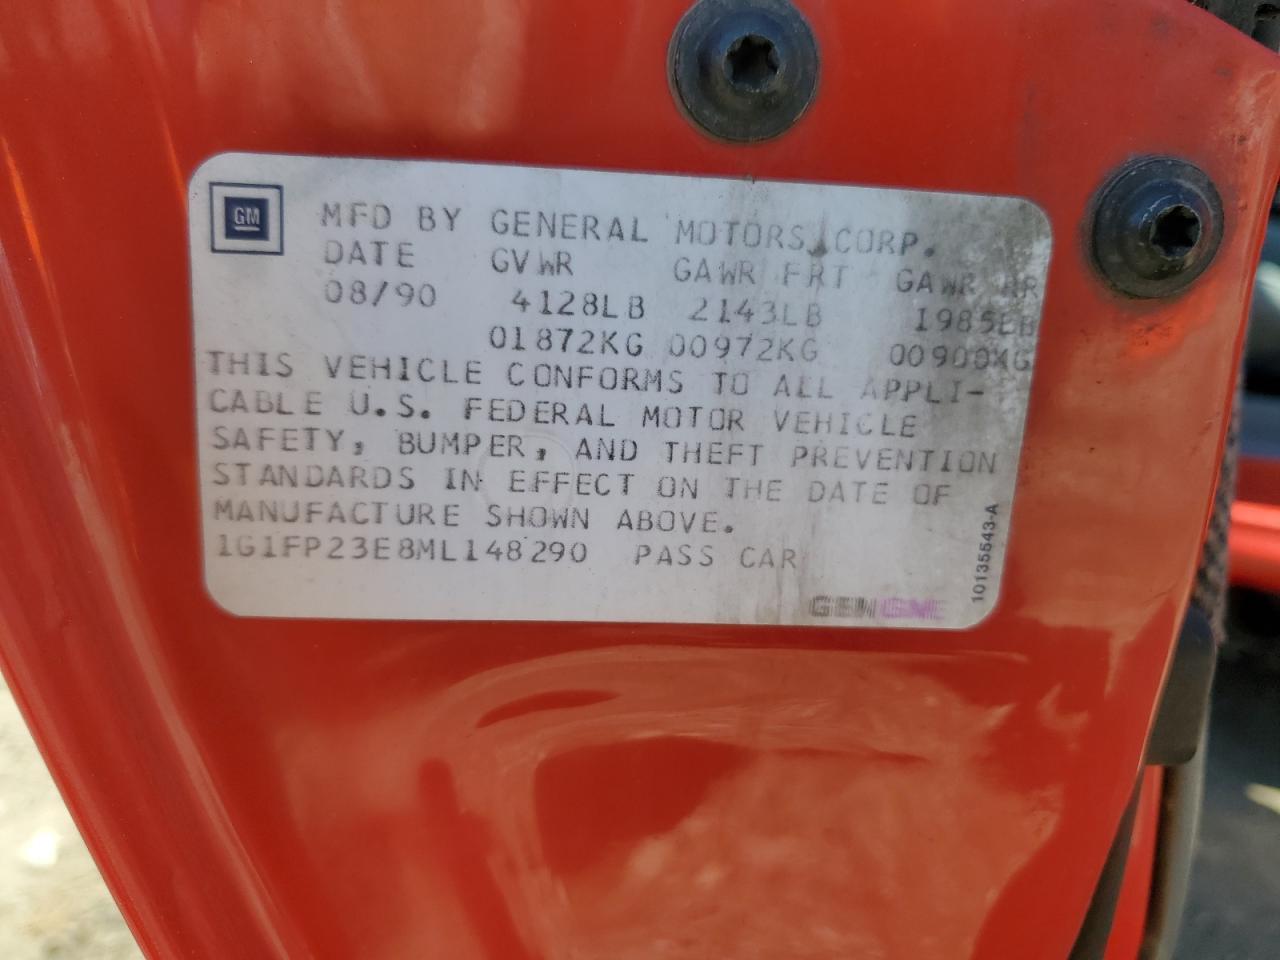 GM
MFD BY GENERAL MOTORS CORP.
DATE GVWR GAWR FRT GAWR RR
08/90 4128LB 2143LB 1985LB
01872KG 00972KG 00900KG
THIS VEHICLE CONFORMS TO ALL APPLI-
CABLE U.S. FEDERAL MOTOR VEHICLE
SAFETY, BUMPER, AND THEFT PREVENTION
STANDARDS IN EFFECT ON THE DATE OF
MANUFACTURE SHOWN ABOVE.
1G1FP23E8ML148290 PASS CAR
10135543-A